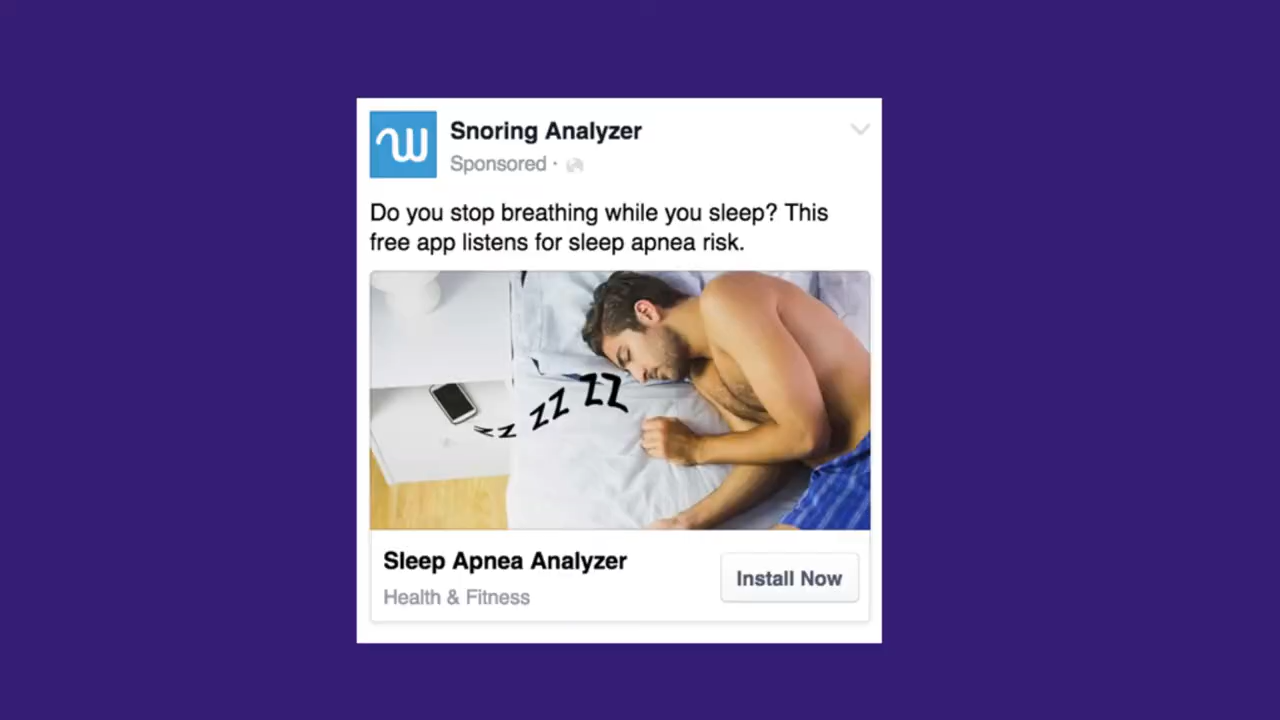 Snoring Analyzer
Sponsored ·
Do you stop breathing while you sleep? This
free app listens for sleep apnea risk.
zz zz zz
Sleep Apnea Analyzer
Install Now
Health & Fitness